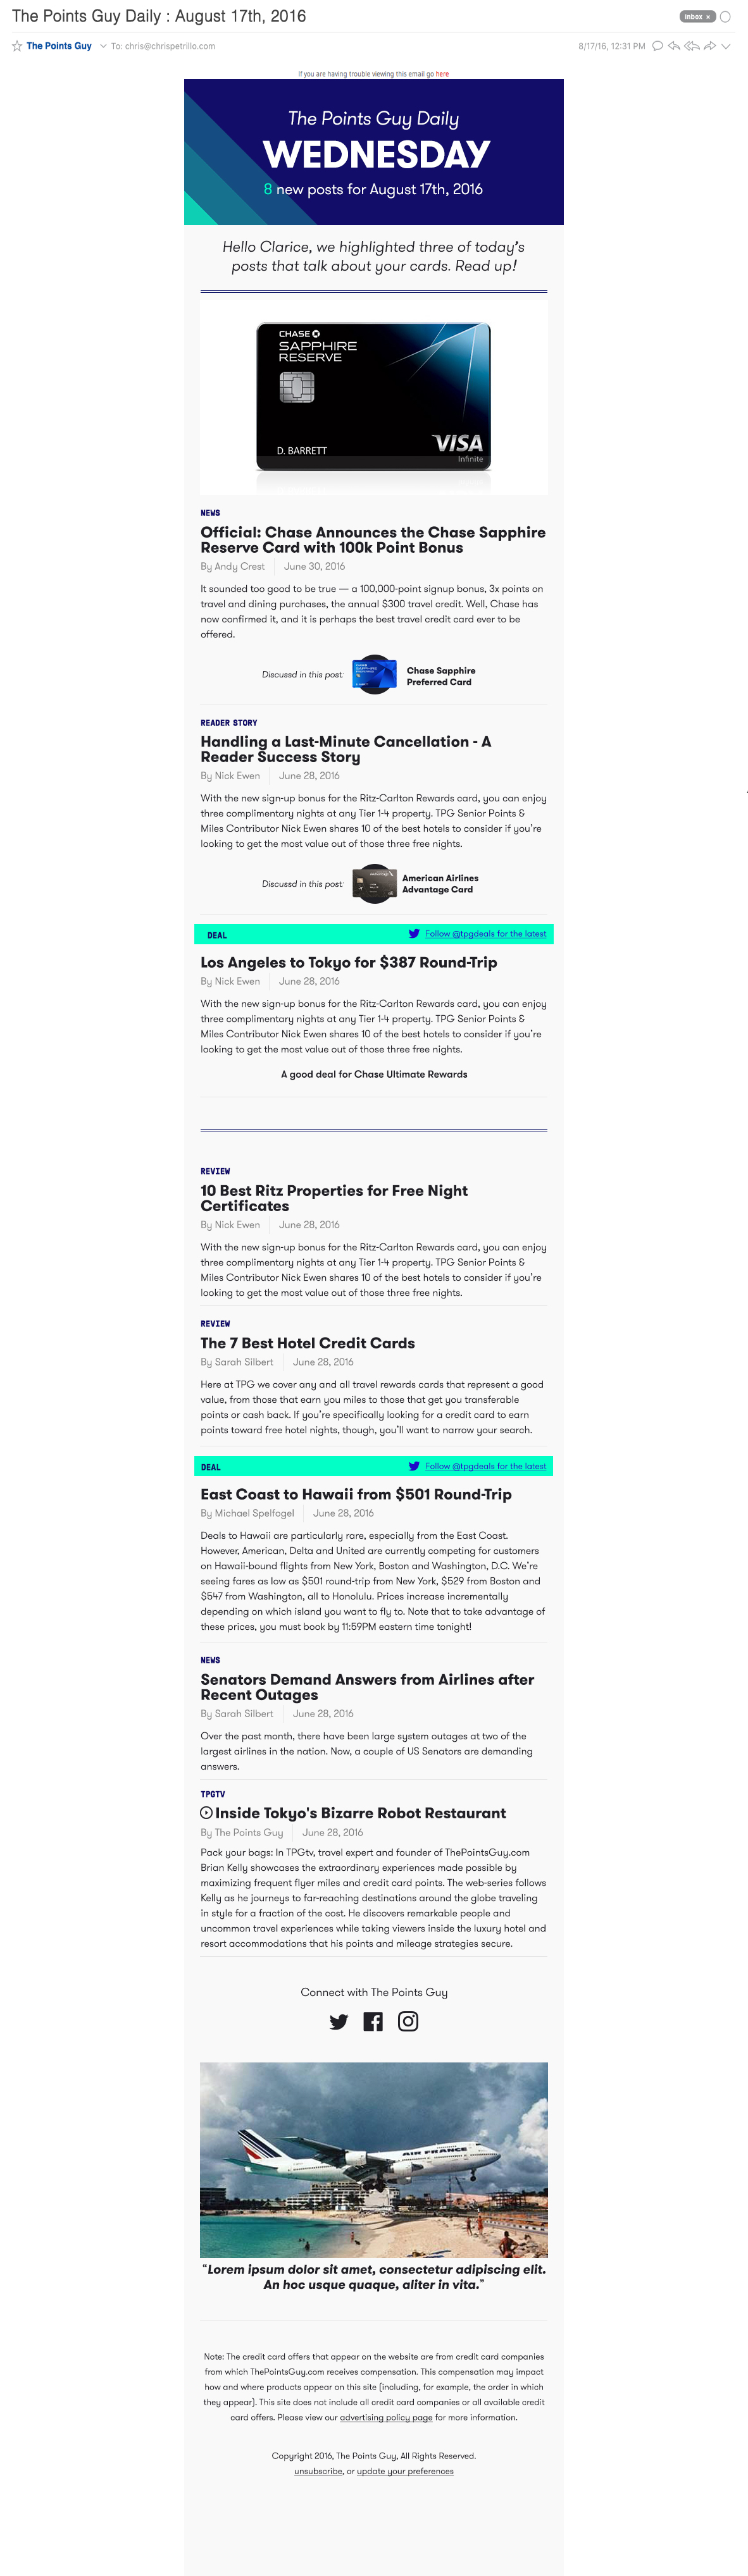 The Points Guy Daily : August 17th, 2016
Inbox ×
The Points Guy
To: chris@chrispetrillo.com
8/17/16, 12:31 PM
If you are having trouble viewing this email go here
The Points Guy Daily
WEDNESDAY
8 new posts for August 17th, 2016
Hello Clarice, we highlighted three of today's
posts that talk about your cards. Read up!
CHASE
SAPPHIRE
RESERVE
D. BARRETT
VISA
Infinite
NEWS
Official: Chase Announces the Chase Sapphire
Reserve Card with 100k Point Bonus
By Andy Crest
June 30, 2016
It sounded too good to be true — a 100,000-point signup bonus, 3x points on
travel and dining purchases, the annual $300 travel credit. Well, Chase has
now confirmed it, and it is perhaps the best travel credit card ever to be
offered.
Discussd in this post:
Chase Sapphire
Preferred Card
READER STORY
Handling a Last-Minute Cancellation - A
Reader Success Story
By Nick Ewen
June 28, 2016
With the new sign-up bonus for the Ritz-Carlton Rewards card, you can enjoy
three complimentary nights at any Tier 1-4 property. TPG Senior Points &
Miles Contributor Nick Ewen shares 10 of the best hotels to consider if you're
looking to get the most value out of those three free nights.
Discussd in this post:
American Airlines
Advantage Card
DEAL
Follow @tpgdeals for the latest
Los Angeles to Tokyo for $387 Round-Trip
By Nick Ewen
June 28, 2016
With the new sign-up bonus for the Ritz-Carlton Rewards card, you can enjoy
three complimentary nights at any Tier 1-4 property. TPG Senior Points &
Miles Contributor Nick Ewen shares 10 of the best hotels to consider if you're
looking to get the most value out of those three free nights.
A good deal for Chase Ultimate Rewards
REVIEW
10 Best Ritz Properties for Free Night
Certificates
By Nick Ewen
June 28, 2016
With the new sign-up bonus for the Ritz-Carlton Rewards card, you can enjoy
three complimentary nights at any Tier 1-4 property. TPG Senior Points &
Miles Contributor Nick Ewen shares 10 of the best hotels to consider if you're
looking to get the most value out of those three free nights.
REVIEW
The 7 Best Hotel Credit Cards
By Sarah Silbert
June 28, 2016
Here at TPG we cover any and all travel rewards cards that represent a good
value, from those that earn you miles to those that get you transferable
points or cash back. If you're specifically looking for a credit card to earn
points toward free hotel nights, though, you'll want to narrow your search.
DEAL
Follow @tpgdeals for the latest
East Coast to Hawaii from $501 Round-Trip
By Michael Spelfogel
June 28, 2016
Deals to Hawaii are particularly rare, especially from the East Coast.
However, American, Delta and United are currently competing for customers
on Hawaii-bound flights from New York, Boston and Washington, D.C. We're
seeing fares as low as $501 round-trip from New York, $529 from Boston and
$547 from Washington, all to Honolulu. Prices increase incrementally
depending on which island you want to fly to. Note that to take advantage of
these prices, you must book by 11:59PM eastern time tonight!
NEWS
Senators Demand Answers from Airlines after
Recent Outages
By Sarah Silbert
June 28, 2016
Over the past month, there have been large system outages at two of the
largest airlines in the nation. Now, a couple of US Senators are demanding
answers.
TPGTV
Inside Tokyo's Bizarre Robot Restaurant
By The Points Guy
June 28, 2016
Pack your bags: In TPGtv, travel expert and founder of ThePointsGuy.com
Brian Kelly showcases the extraordinary experiences made possible by
maximizing frequent flyer miles and credit card points. The web-series follows
Kelly as he journeys to far-reaching destinations around the globe traveling
in style for a fraction of the cost. He discovers remarkable people and
uncommon travel experiences while taking viewers inside the luxury hotel and
resort accommodations that his points and mileage strategies secure.
Connect with The Points Guy
AIR FRANCE
"Lorem ipsum dolor sit amet, consectetur adipiscing elit.
An hoc usque quaque, aliter in vita."
Note: The credit card offers that appear on the website are from credit card companies
from which ThePointsGuy.com receives compensation. This compensation may impact
how and where products appear on this site (including, for example, the order in which
they appear). This site does not include all credit card companies or all available credit
card offers. Please view our advertising policy page for more information.
Copyright 2016, The Points Guy, All Rights Reserved.
unsubscribe, or update your preferences